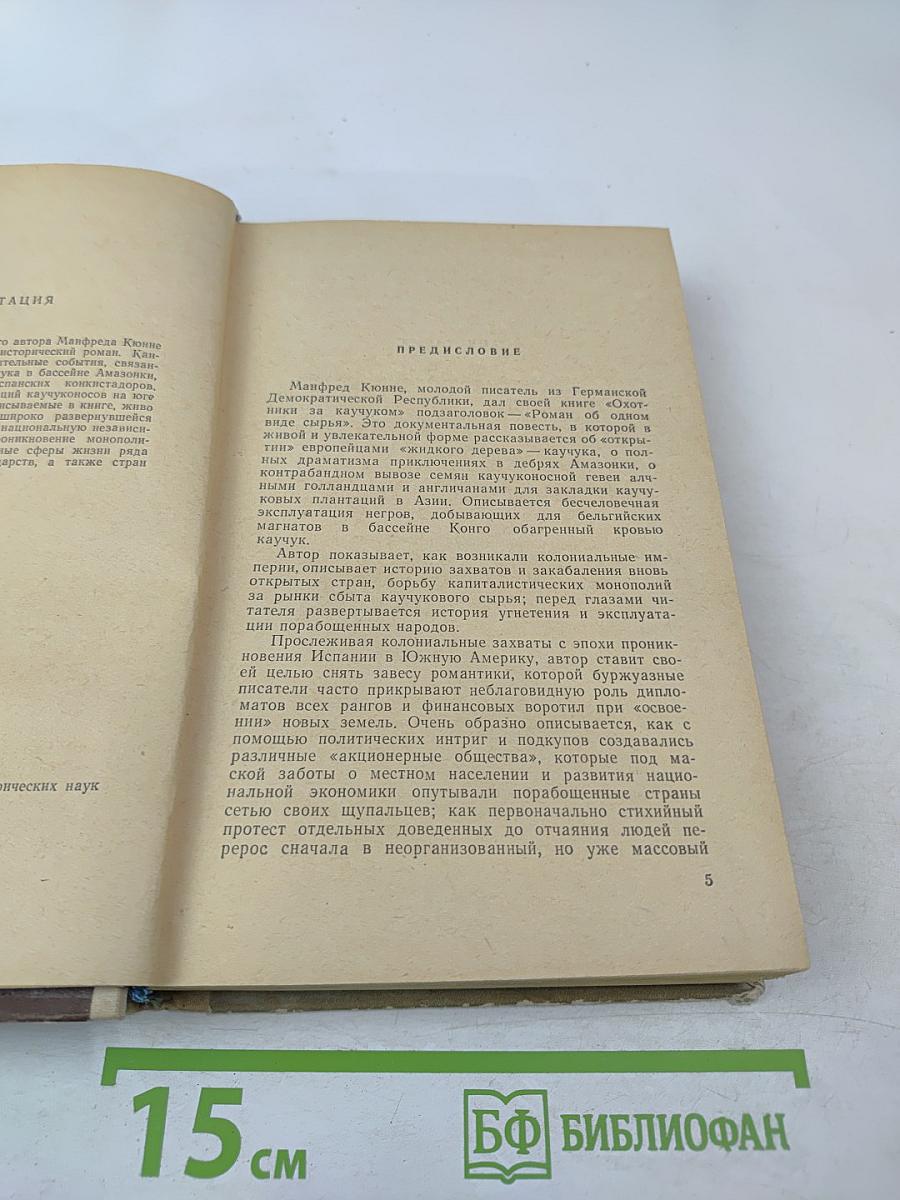 ТАЦИЯ
го автора Манфреда Кюнне
исторический роман. Кан-
ательные события, связан-
ука в бассейне Амазонки,
спанских конкистадоров,
ций каучуконосов на юге
писываемые в книге, живо
широко развернувшейся
национальную независи-
роникновение монополи-
ные сферы жизни ряда
дарств, а также стран
рических наук
ПРЕДИСЛОВИЕ
Манфред Кюнне, молодой писатель из Германской
Демократической Республики, дал своей книге «Охот-
ники за каучуком» подзаголовок — «Роман об одном
виде сырья». Это документальная повесть, в которой в
живой и увлекательной форме рассказывается об «откры-
тии» европейцами «жидкого дерева» — каучука, о пол-
ных драматизма приключениях в дебрях Амазонки, о
контрабандном вывозе семян каучуконосной гевеи алч-
ными голландцами и англичанами для закладки каучу-
ковых плантаций в Азии. Описывается бесчеловечная
эксплуатация негров, добывающих для бельгийских
магнатов в бассейне Конго обагренный кровью
каучук.
Автор показывает, как возникали колониальные им-
перии, описывает историю захватов и закабаления вновь
открытых стран, борьбу капиталистических монополий
за рынки сбыта каучукового сырья; перед глазами чи-
тателя развертывается история угнетения и эксплуата-
ции порабощенных народов.
Прослеживая колониальные захваты с эпохи проник-
новения Испании в Южную Америку, автор ставит сво-
ей целью снять завесу романтики, которой буржуазные
писатели часто прикрывают неблаговидную роль дипло-
матов всех рангов и финансовых воротил при «освое-
нии» новых земель. Очень образно описывается, как с
помощью политических интриг и подкупов создавались
различные «акционерные общества», которые под ма-
ской заботы о местном населении и развития нацио-
нальной экономики опутывали порабощенные страны
сетью своих щупальцев; как первоначально стихийный
протест отдельных доведенных до отчаяния людей пе-
рерос сначала в неорганизованный, но уже массовый
5
15 см
БФ БИБЛИОФАН